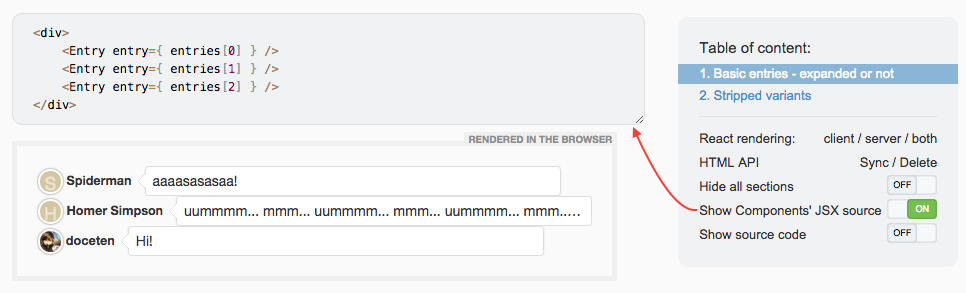 <div>
    <Entry entry={ entries[0] } />
    <Entry entry={ entries[1] } />
    <Entry entry={ entries[2] } />
</div>
RENDERED IN THE BROWSER
S Spiderman aaaasasasaa!
H Homer Simpson uummmm... mmm... uummmm... mmm... uummmm... mmm.....
doceten Hi!
Table of content:
1. Basic entries - expanded or not
2. Stripped variants
React rendering: client / server / both
HTML API Sync / Delete
Hide all sections OFF
Show Components' JSX source ON
Show source code OFF